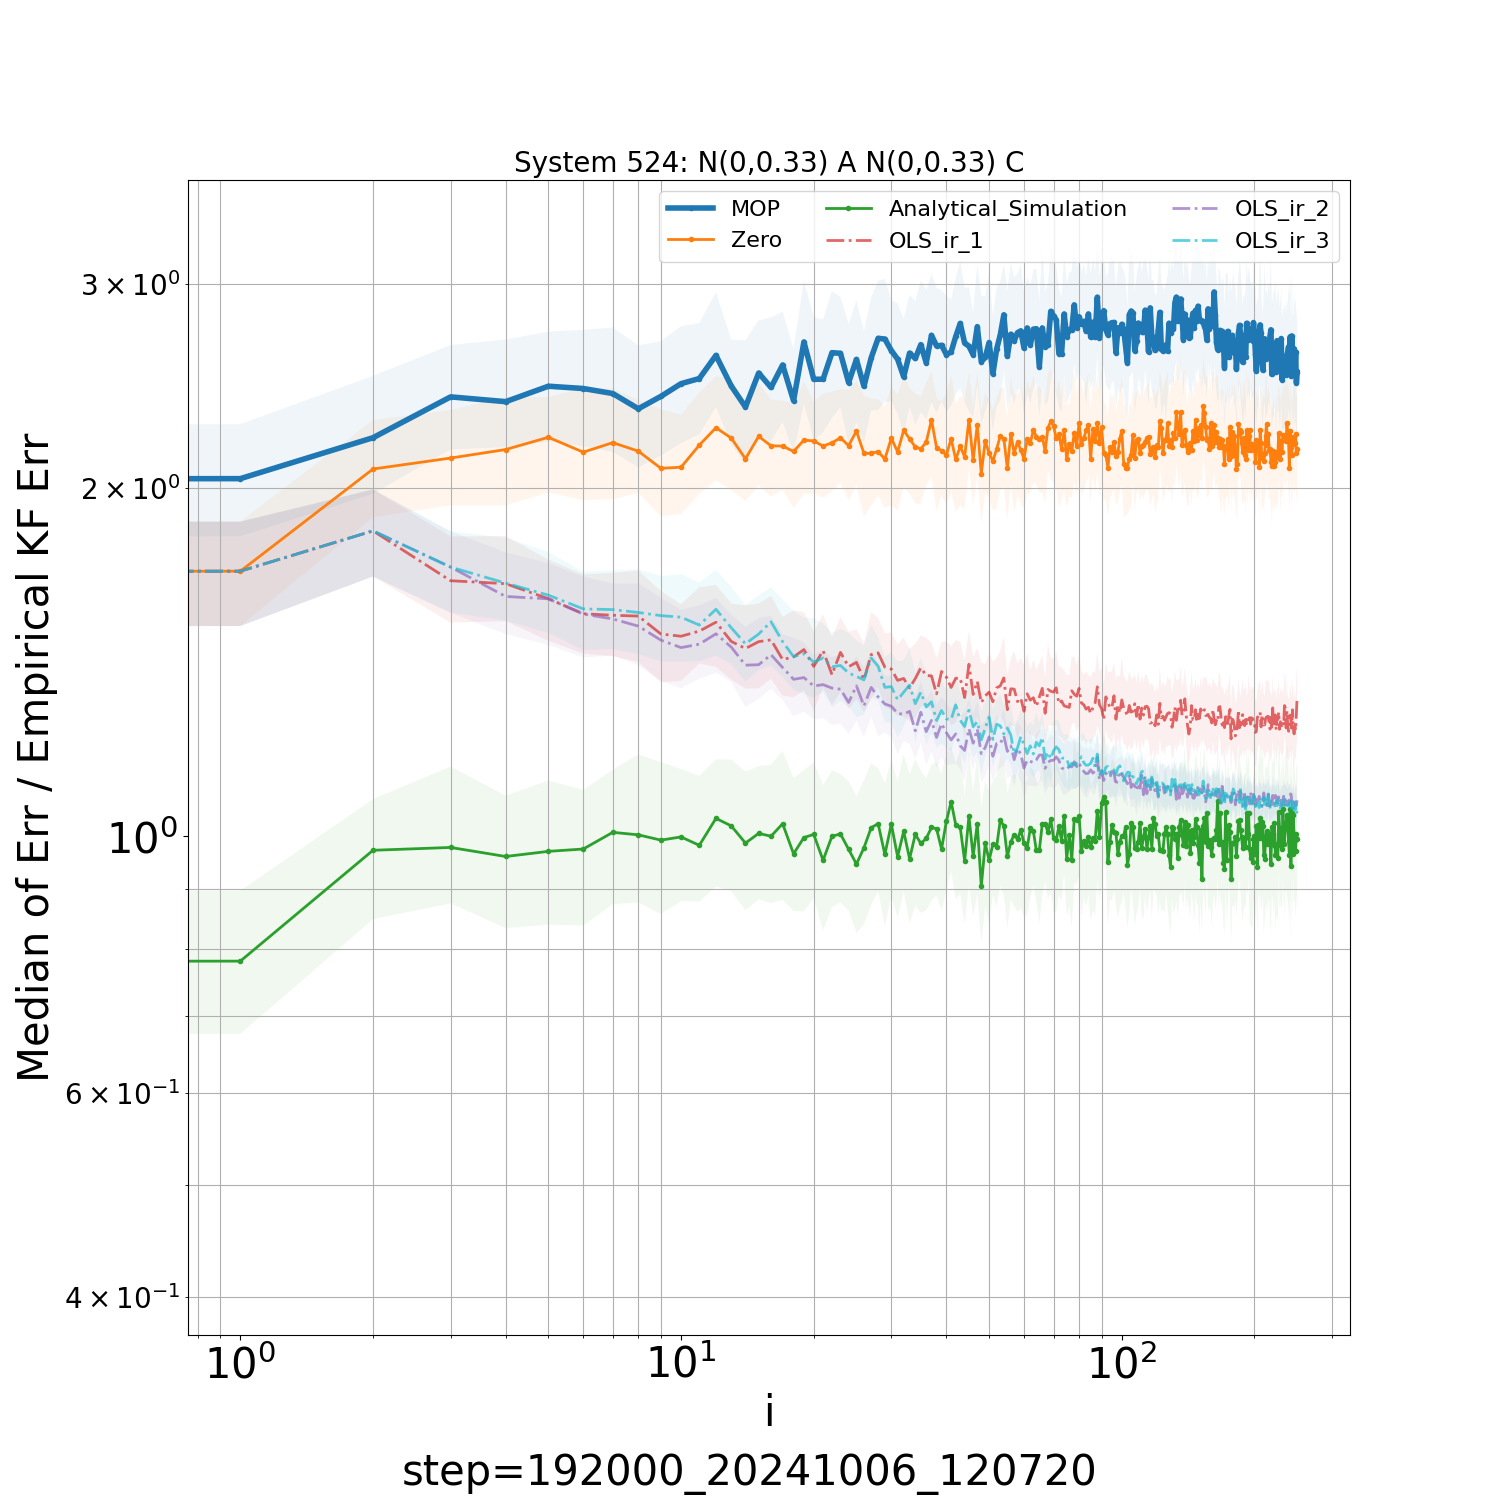 System 524: N(0,0.33) A N(0,0.33) C
MOP
Zero
Analytical_Simulation
OLS_ir_1
OLS_ir_2
OLS_ir_3
Median of Err / Empirical KF Err
3 × 10⁰
2 × 10⁰
10⁰
6 × 10⁻¹
4 × 10⁻¹
10⁰ 10¹ 10²
i
step=192000_20241006_120720